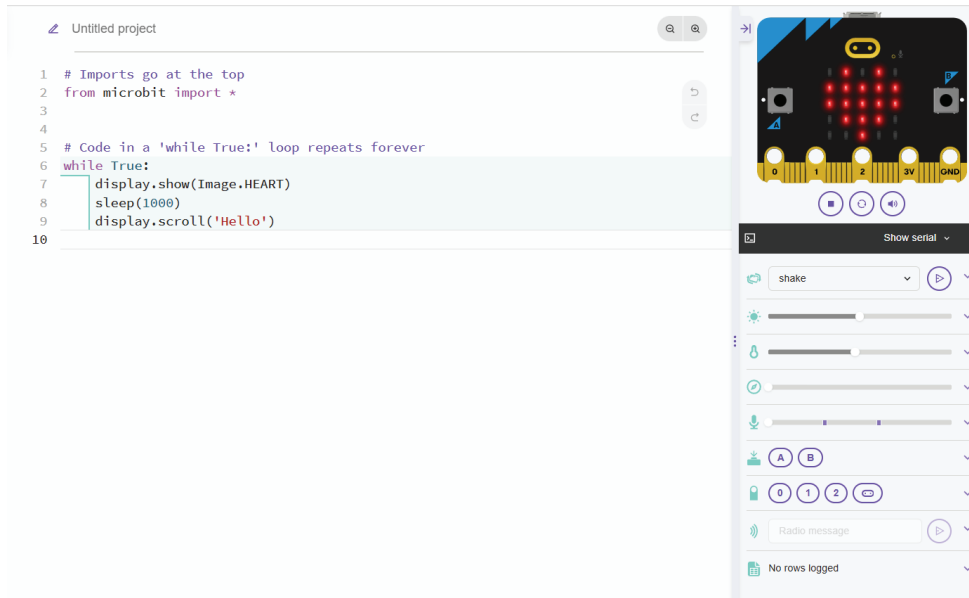 Untitled project
1 # Imports go at the top
2 from microbit import *
3
4
5 # Code in a 'while True:' loop repeats forever
6 while True:
7     display.show(Image.HEART)
8     sleep(1000)
9     display.scroll('Hello')
10
B
A
0 1 2 3V GND
Show serial
shake
A B
0 1 2
Radio message
No rows logged